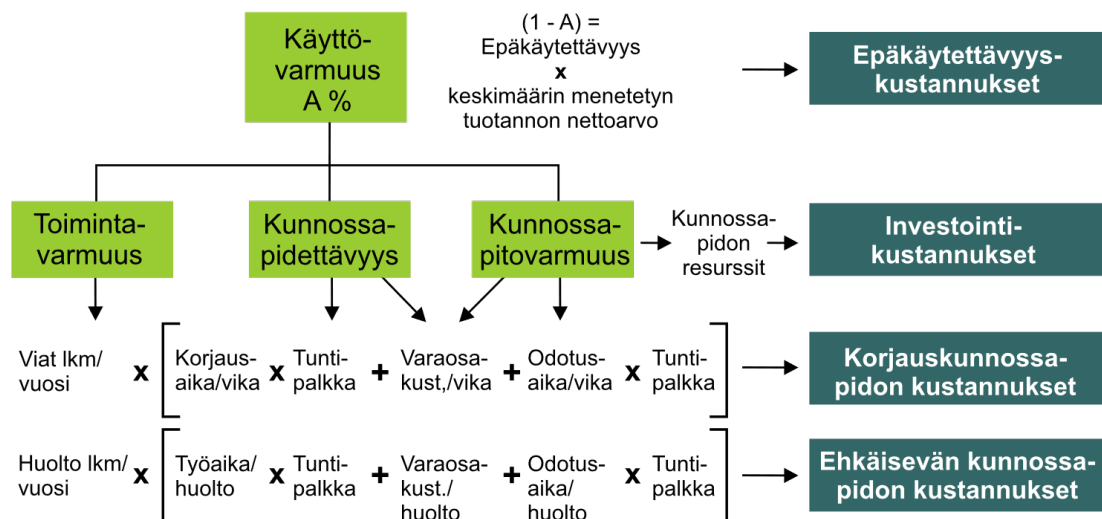 Käyttö-
varmuus
A %
(1 - A) =
Epäkäytettävyys
x
keskimäärin menetetyn
tuotannon nettoarvo
Epäkäytettävyys-
kustannukset
Toiminta-
varmuus
Kunnossa-
pidettävyys
Kunnossa-
pitovarmuus
Kunnossa-
pidon
resurssit
Investointi-
kustannukset
Viat lkm/
vuosi
x
Korjaus-
aika/vika
x
Tunti-
palkka
+
Varaosa-
kust,/vika
+
Odotus-
aika/vika
x
Tunti-
palkka
Korjauskunnossa-
pidon kustannukset
Huolto lkm/
vuosi
x
Työaika/
huolto
x
Tunti-
palkka
+
Varaosa-
kust./
huolto
+
Odotus-
aika/
huolto
x
Tunti-
palkka
Ehkäisevän kunnossa-
pidon kustannukset